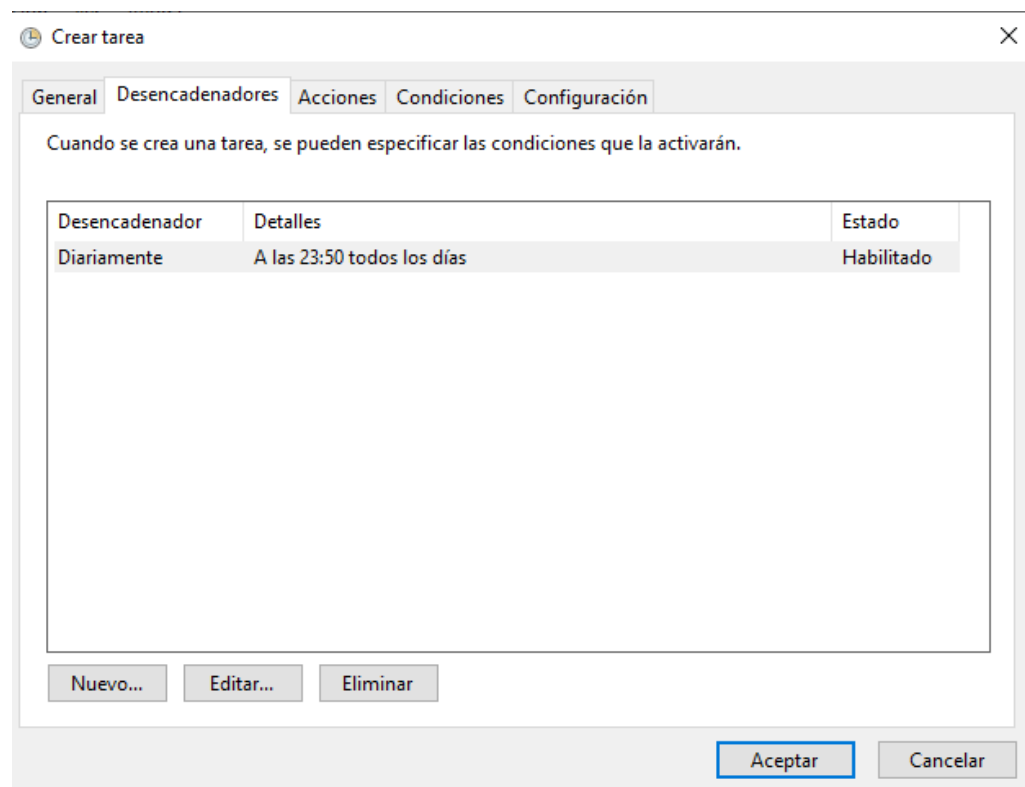 Crear tarea
General Desencadenadores Acciones Condiciones Configuración
Cuando se crea una tarea, se pueden especificar las condiciones que la activarán.
Desencadenador Detalles Estado
Diariamente A las 23:50 todos los días Habilitado
Nuevo... Editar... Eliminar
Aceptar Cancelar